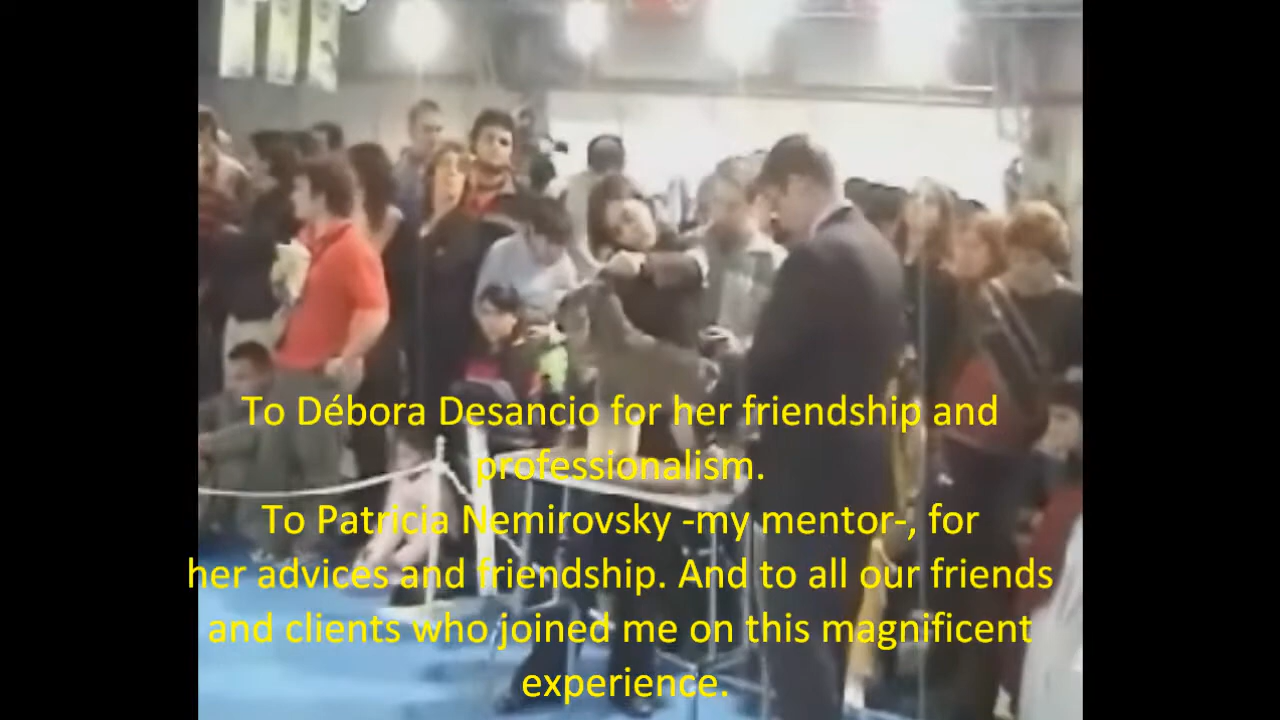 To Débora Desancio for her friendship and
professionalism.
To Patricia Nemirovsky -my mentor-, for
her advices and friendship. And to all our friends
and clients who joined me on this magnificent
experience.